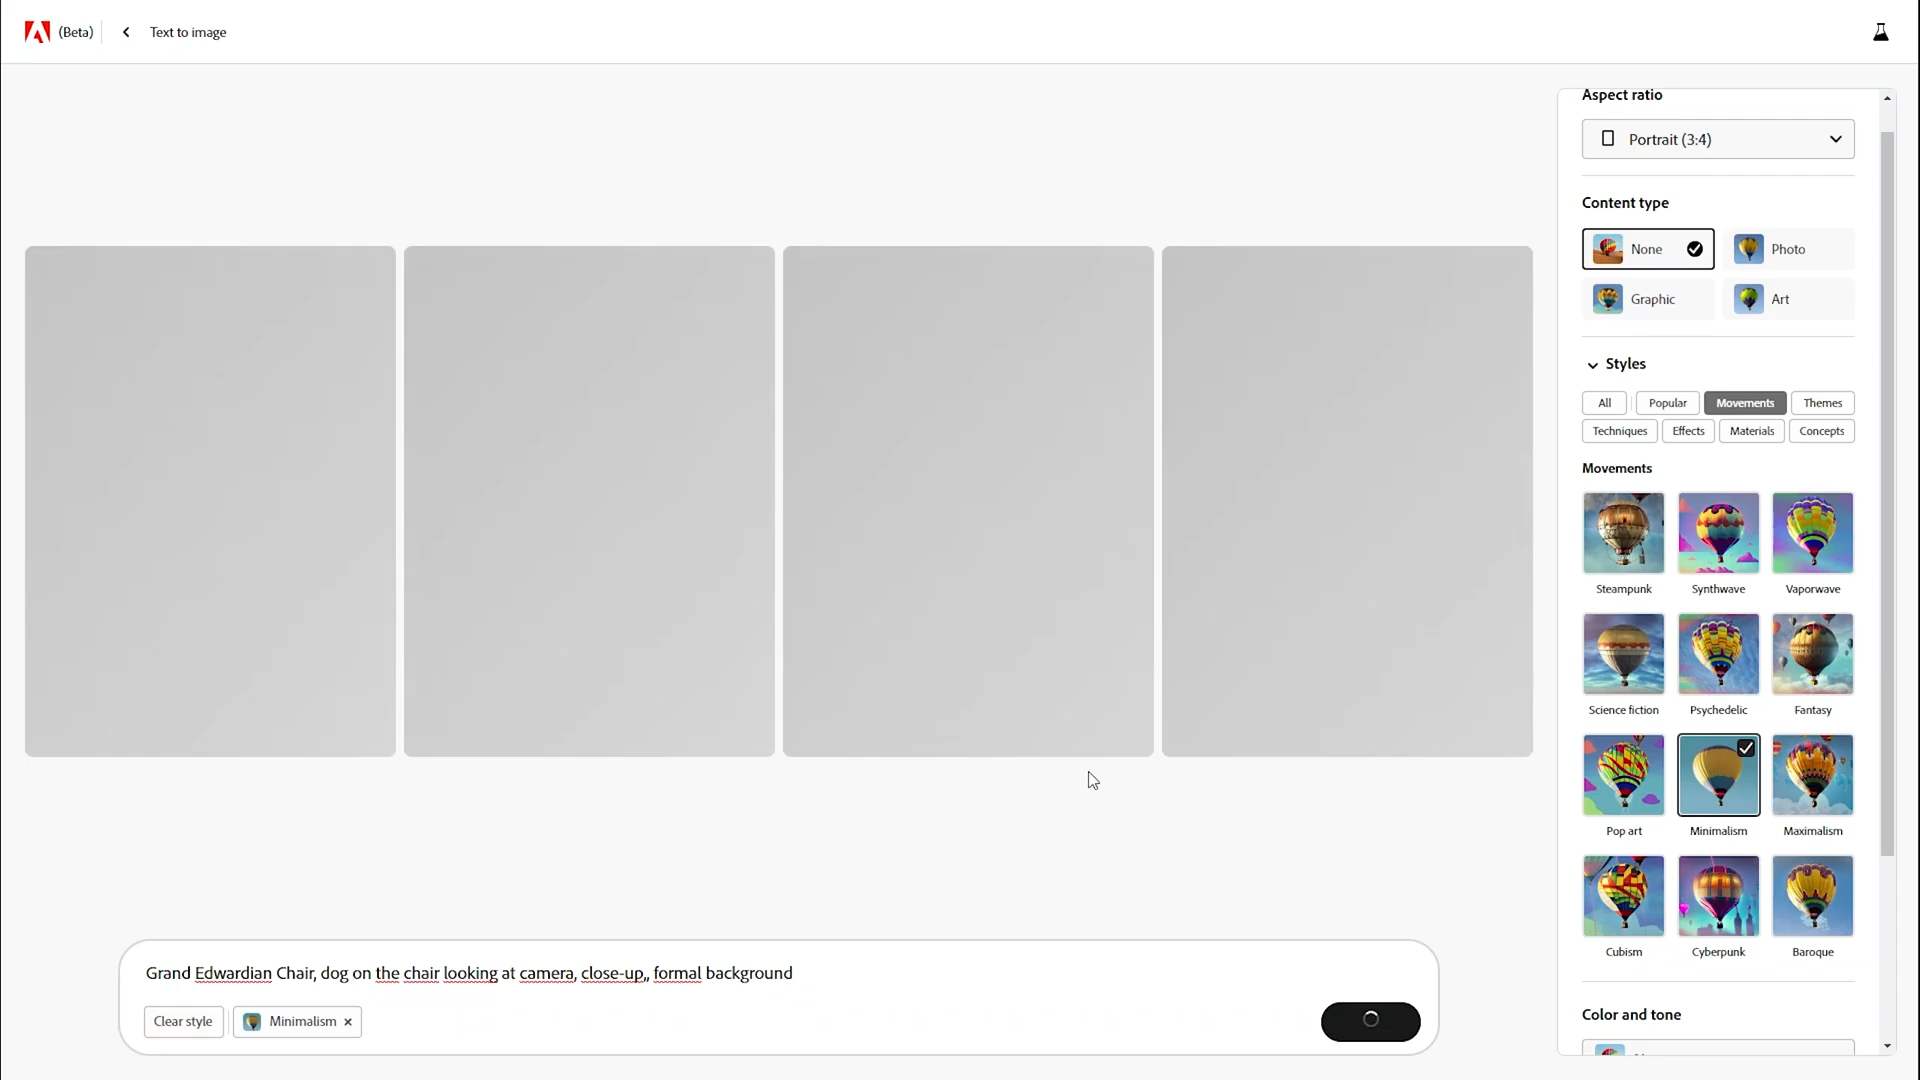 (Beta)
Text to image
Aspect ratio
Portrait (3:4)
Content type
None
Photo
Graphic
Art
Styles
All
Popular
Movements
Themes
Techniques
Effects
Materials
Concepts
Movements
Steampunk
Synthwave
Vaporwave
Science fiction
Psychedelic
Fantasy
Pop art
Minimalism
Maximalism
Cubism
Cyberpunk
Baroque
Color and tone
Grand Edwardian Chair, dog on the chair looking at camera, close-up,, formal background
Clear style
Minimalism